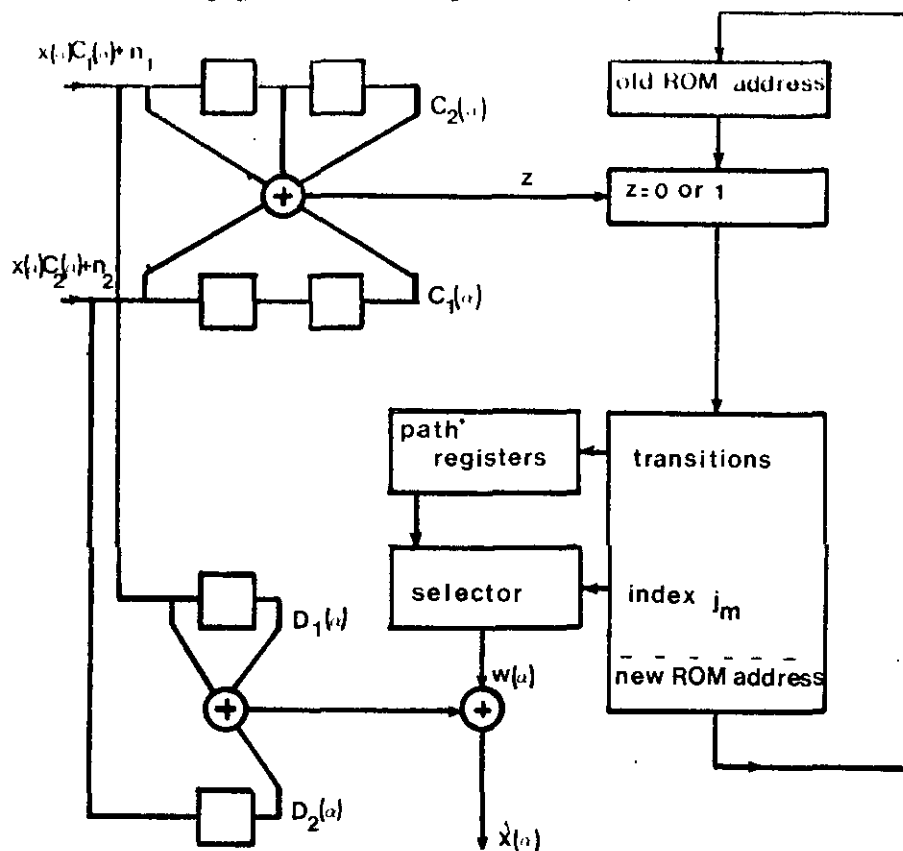 x(α)C₁(α)+ n₁
old ROM address
C₂(α)
z
z=0 or 1
x(α)C₂(α)+n₂
C₁(α)
path
registers
transitions
selector
index jₘ
D₁(α)
w(α)
new ROM address
D₂(α)
x̂(α)